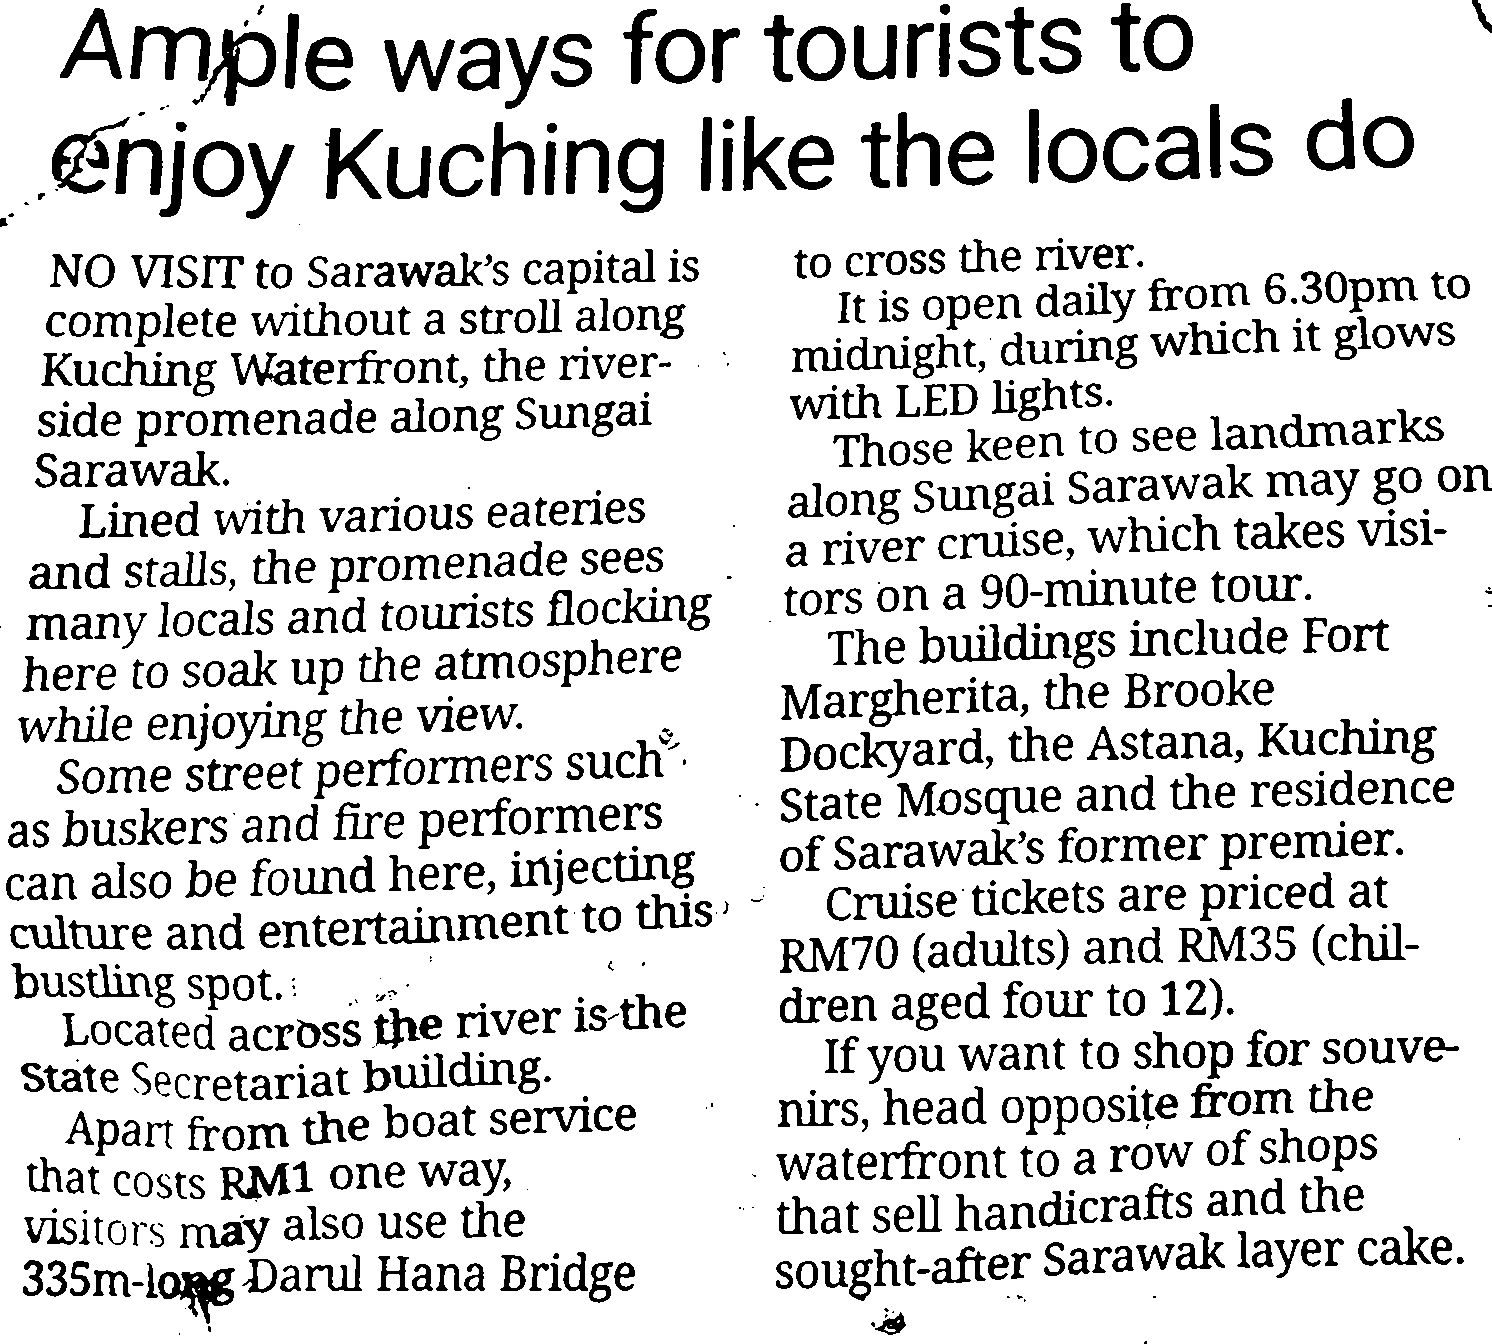 Ample ways for tourists to
enjoy Kuching like the locals do
NO VISIT to Sarawak's capital is
complete without a stroll along
Kuching Waterfront, the river-
side promenade along Sungai
Sarawak.
Lined with various eateries
and stalls, the promenade sees
many locals and tourists flocking
here to soak up the atmosphere
while enjoying the view.
Some street performers such
as buskers and fire performers
can also be found here, injecting
culture and entertainment to this
bustling spot.
Located across the river is the
State Secretariat building.
Apart from the boat service
that costs RM1 one way,
visitors may also use the
335m-long Darul Hana Bridge
to cross the river.
It is open daily from 6.30pm to
midnight, during which it glows
with LED lights.
Those keen to see landmarks
along Sungai Sarawak may go on
a river cruise, which takes visi-
tors on a 90-minute tour.
The buildings include Fort
Margherita, the Brooke
Dockyard, the Astana, Kuching
State Mosque and the residence
of Sarawak's former premier.
Cruise tickets are priced at
RM70 (adults) and RM35 (chil-
dren aged four to 12).
If you want to shop for souve-
nirs, head opposite from the
waterfront to a row of shops
that sell handicrafts and the
sought-after Sarawak layer cake.